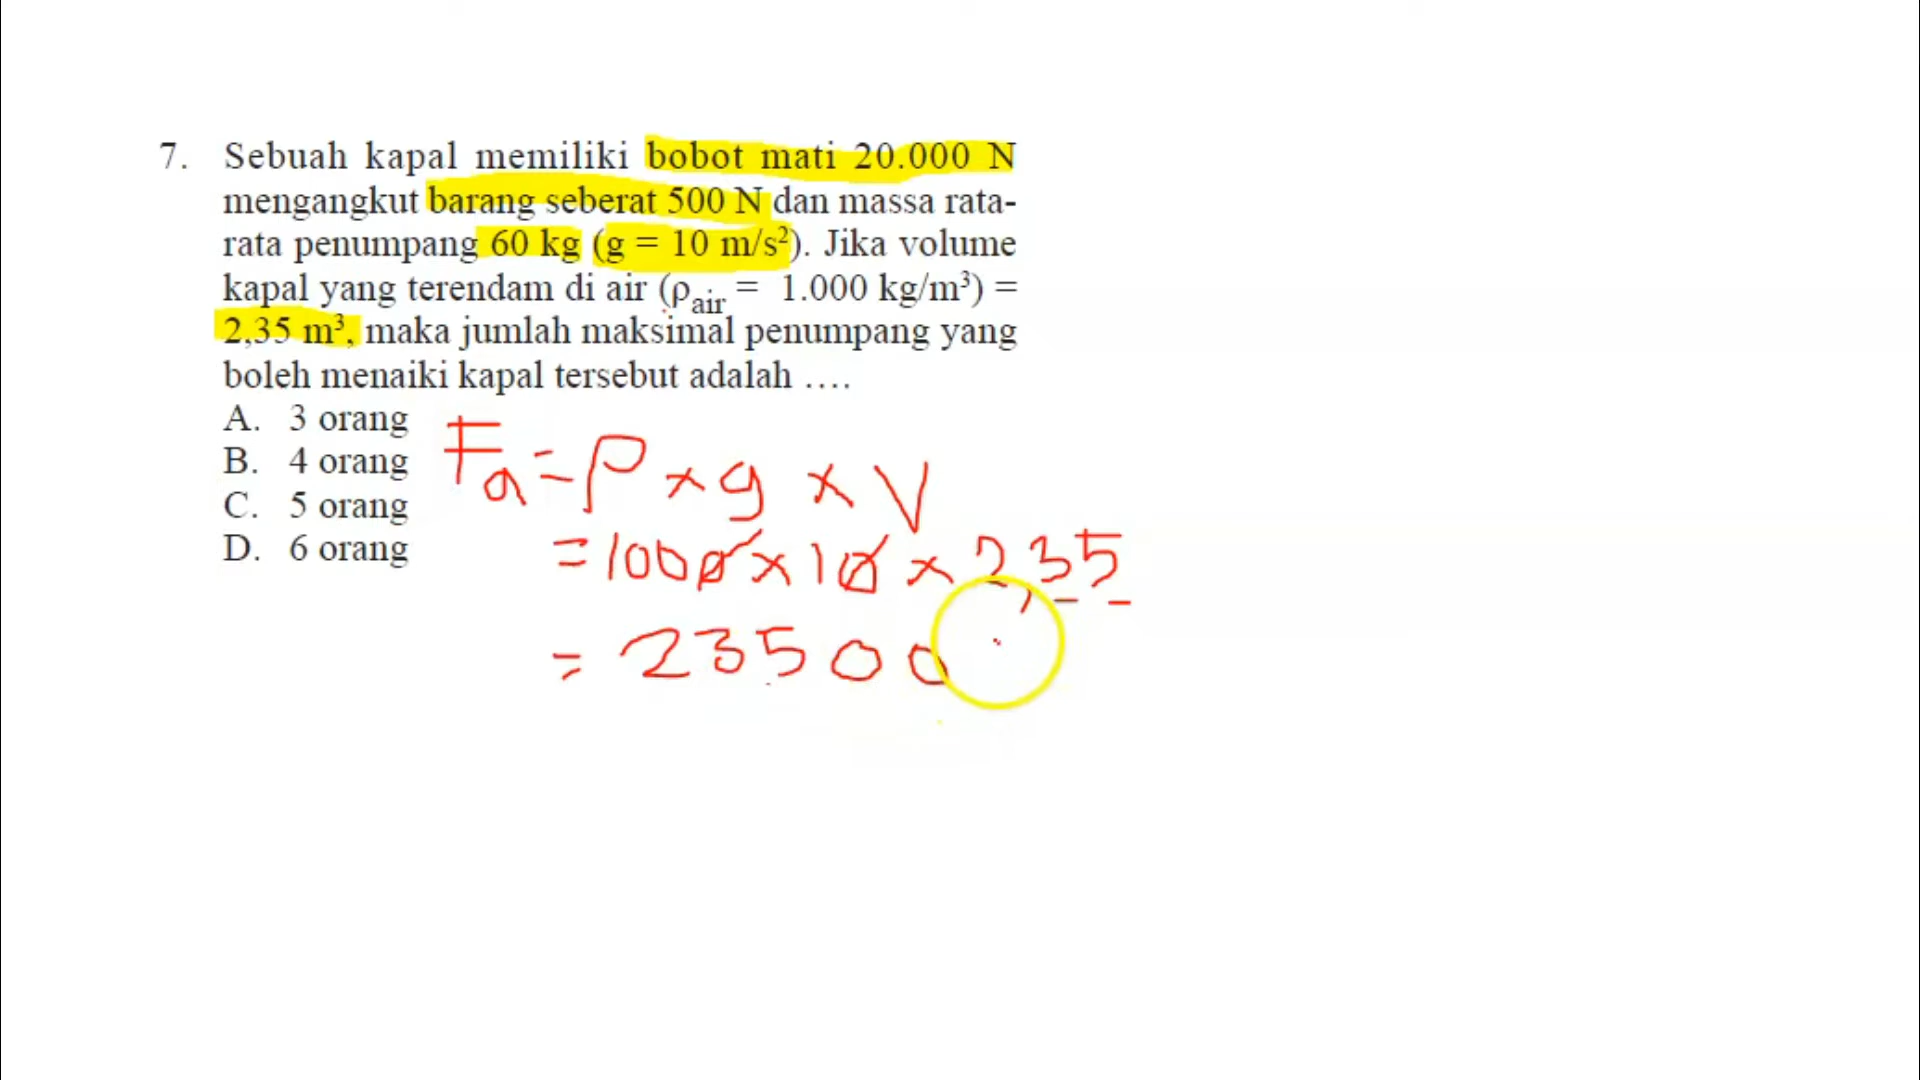 7. Sebuah kapal memiliki bobot mati 20.000 N
mengangkut barang seberat 500 N dan massa rata-
rata penumpang 60 kg (g = 10 m/s²). Jika volume
kapal yang terendam di air (ρair = 1.000 kg/m³) =
2,35 m³, maka jumlah maksimal penumpang yang
boleh menaiki kapal tersebut adalah ….
A. 3 orang
B. 4 orang
C. 5 orang
D. 6 orang
Fa = ρ x g x V
= 1000 x 10 x 2,35
= 23500